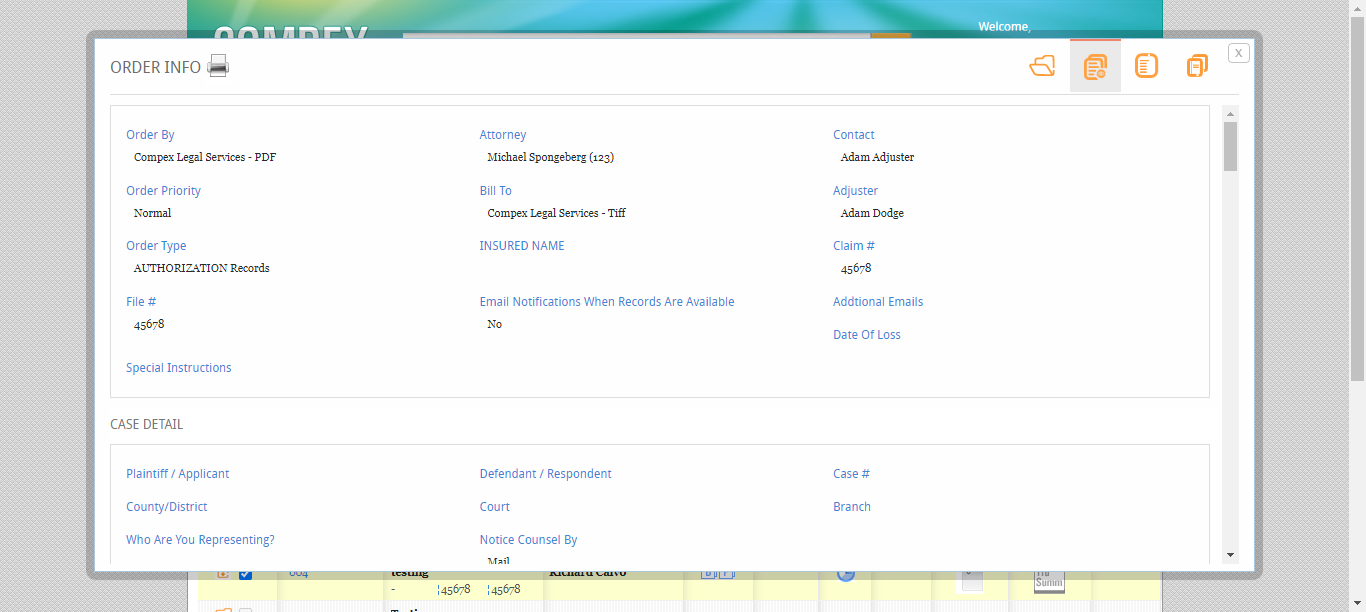 COMPEX
Welcome,
ORDER INFO
X
Order By
Attorney
Contact
Compex Legal Services - PDF
Michael Spongeberg (123)
Adam Adjuster
Order Priority
Bill To
Adjuster
Normal
Compex Legal Services - Tiff
Adam Dodge
Order Type
INSURED NAME
Claim #
AUTHORIZATION Records
45678
File #
Email Notifications When Records Are Available
Addtional Emails
45678
No
Date Of Loss
Special Instructions
CASE DETAIL
Plaintiff / Applicant
Defendant / Respondent
Case #
County/District
Court
Branch
Who Are You Representing?
Notice Counsel By
Mail
004
testing
Richard Calvo
- 45678 45678
Summ